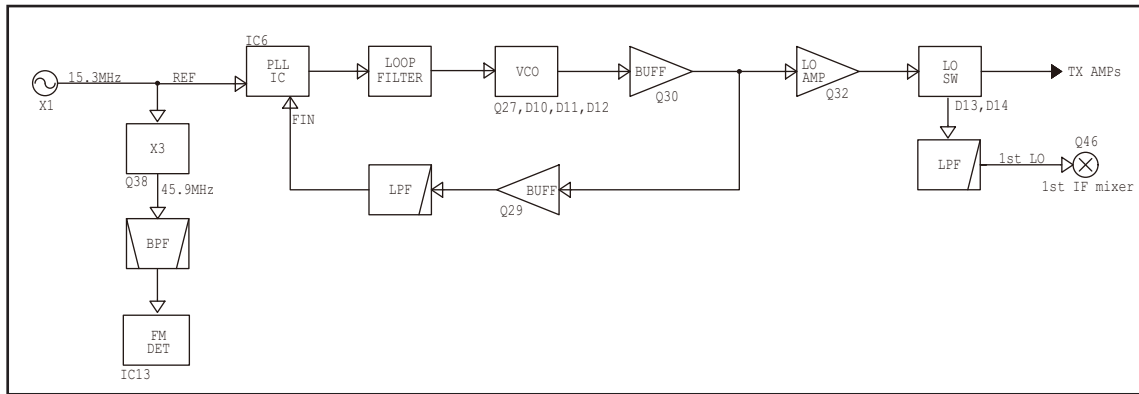 IC6
PLL
IC
LOOP
FILTER
VCO
BUFF
LO
AMP
LO
SW
TX AMPs
15.3MHz
REF
X1
Q27,D10,D11,D12
Q30
Q32
D13,D14
FIN
X3
Q38
45.9MHz
LPF
BUFF
Q29
LPF
1st LO
Q46
1st IF mixer
BPF
FM
DET
IC13